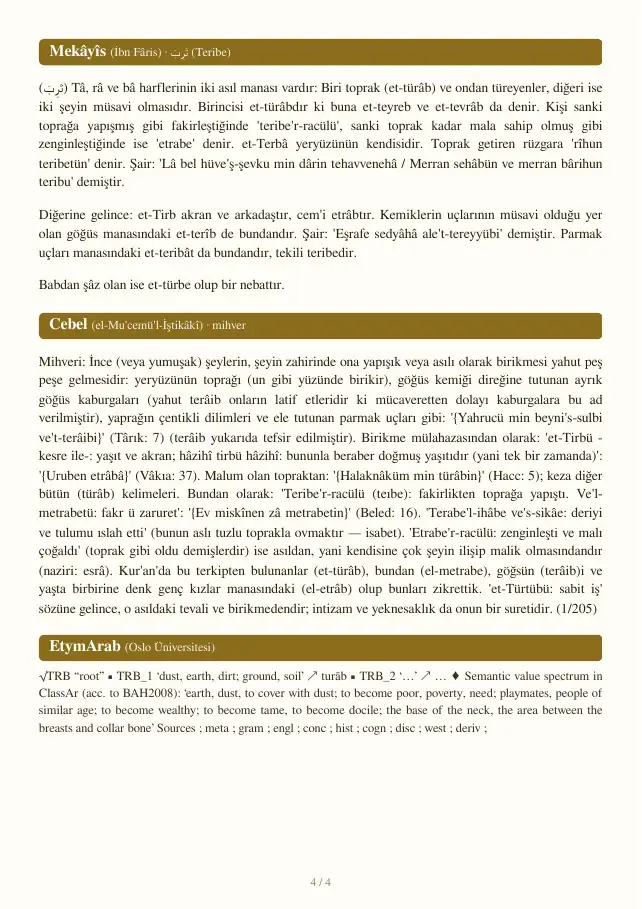 Mekâyîs (İbn Fâris) · تَرِبَ (Teribe)
(تَرِبَ) Tâ, râ ve bâ harflerinin iki asıl manası vardır: Biri toprak (et-türâb) ve ondan türeyenler, diğeri ise
iki şeyin müsavi olmasıdır. Birincisi et-türâbdır ki buna et-teyreb ve et-tevrâb da denir. Kişi sanki
toprağa yapışmış gibi fakirleştiğinde 'teribe'r-racülü', sanki toprak kadar mala sahip olmuş gibi
zenginleştiğinde ise 'etrabe' denir. et-Terbâ yeryüzünün kendisidir. Toprak getiren rüzgara 'rîhun
teribetün' denir. Şair: 'Lâ bel hüve'ş-şevku min dârin tehavvenehâ / Merran sehâbün ve merran bârihun
teribu' demiştir.
Diğerine gelince: et-Tirb akran ve arkadaştır, cem'i etrâbtır. Kemiklerin uçlarının müsavi olduğu yer
olan göğüs manasındaki et-terîb de bundandır. Şair: 'Eşrafe sedyâhâ ale't-tereyyübi' demiştir. Parmak
uçları manasındaki et-teribât da bundandır, tekili teribedir.
Babdan şâz olan ise et-türbe olup bir nebattır.
Cebel (el-Mu'cemü'l-İştikâkî) · mihver
Mihveri: İnce (veya yumuşak) şeylerin, şeyin zahirinde ona yapışık veya asılı olarak birikmesi yahut peş
peşe gelmesidir: yeryüzünün toprağı (un gibi yüzünde birikir), göğüs kemiği direğine tutunan ayrık
göğüs kaburgaları (yahut terâib onların latif etleridir ki mücaveretten dolayı kaburgalara bu ad
verilmiştir), yaprağın çentikli dilimleri ve ele tutunan parmak uçları gibi: '{Yahrucü min beyni's-sulbi
ve't-terâibi}' (Târık: 7) (terâib yukarıda tefsir edilmiştir). Birikme mülahazasından olarak: 'et-Tirbü -
kesre ile-: yaşıt ve akran; hâzihî tirbü hâzihî: bununla beraber doğmuş yaşıtıdır (yani tek bir zamanda)':
'{Uruben etrâbâ}' (Vâkıa: 37). Malum olan topraktan: '{Halaknâküm min türâbin}' (Hacc: 5); keza diğer
bütün (türâb) kelimeleri. Bundan olarak: 'Teribe'r-racülü (teıbe): fakirlikten toprağa yapıştı. Ve'l-
metrabetü: fakr ü zaruret': '{Ev miskînen zâ metrabetin}' (Beled: 16). 'Terabe'l-ihâbe ve's-sikâe: deriyi
ve tulumu ıslah etti' (bunun aslı tuzlu toprakla ovmaktır — isabet). 'Etrabe'r-racülü: zenginleşti ve malı
çoğaldı' (toprak gibi oldu demişlerdir) ise asıldan, yani kendisine çok şeyin ilişip malik olmasındandır
(naziri: esrâ). Kur'an'da bu terkipten bulunanlar (et-türâb), bundan (el-metrabe), göğsün (terâib)i ve
yaşta birbirine denk genç kızlar manasındaki (el-etrâb) olup bunları zikrettik. 'et-Türtübü: sabit iş'
sözüne gelince, o asıldaki tevali ve birikmedendir; intizam ve yeknesaklık da onun bir suretidir. (1/205)
EtymArab (Oslo Üniversitesi)
√TRB “root” ▪ TRB_1 ‘dust, earth, dirt; ground, soil’ ↗ turāb ▪ TRB_2 ‘…’ ↗ … ♦ Semantic value spectrum in
ClassAr (acc. to BAH2008): ‘earth, dust, to cover with dust; to become poor, poverty, need; playmates, people of
similar age; to become wealthy; to become tame, to become docile; the base of the neck, the area between the
breasts and collar bone’ Sources ; meta ; gram ; engl ; conc ; hist ; cogn ; disc ; west ; deriv ;
4 / 4